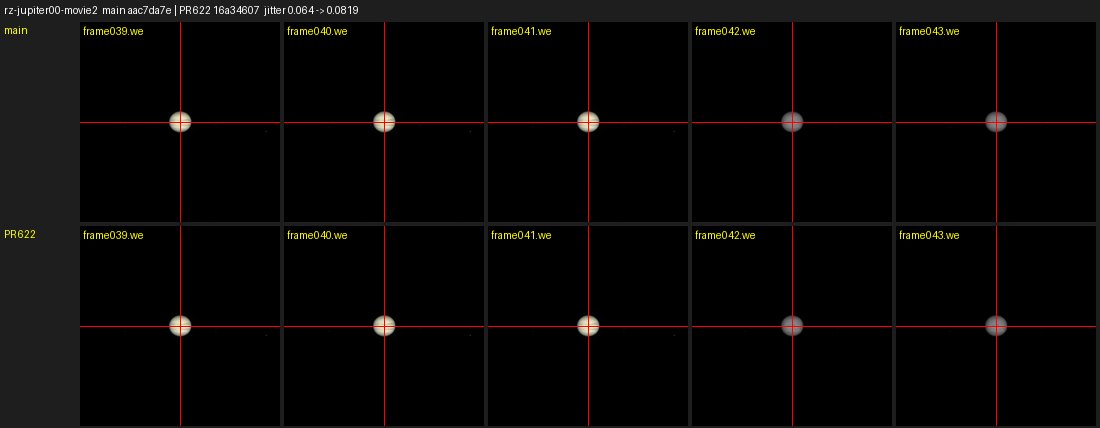 rz-jupiter00-movie2 main aac7da7e | PR622 16a34607 jitter 0.064 -> 0.0819
main
frame039.we frame040.we frame041.we frame042.we frame043.we
PR622
frame039.we frame040.we frame041.we frame042.we frame043.we